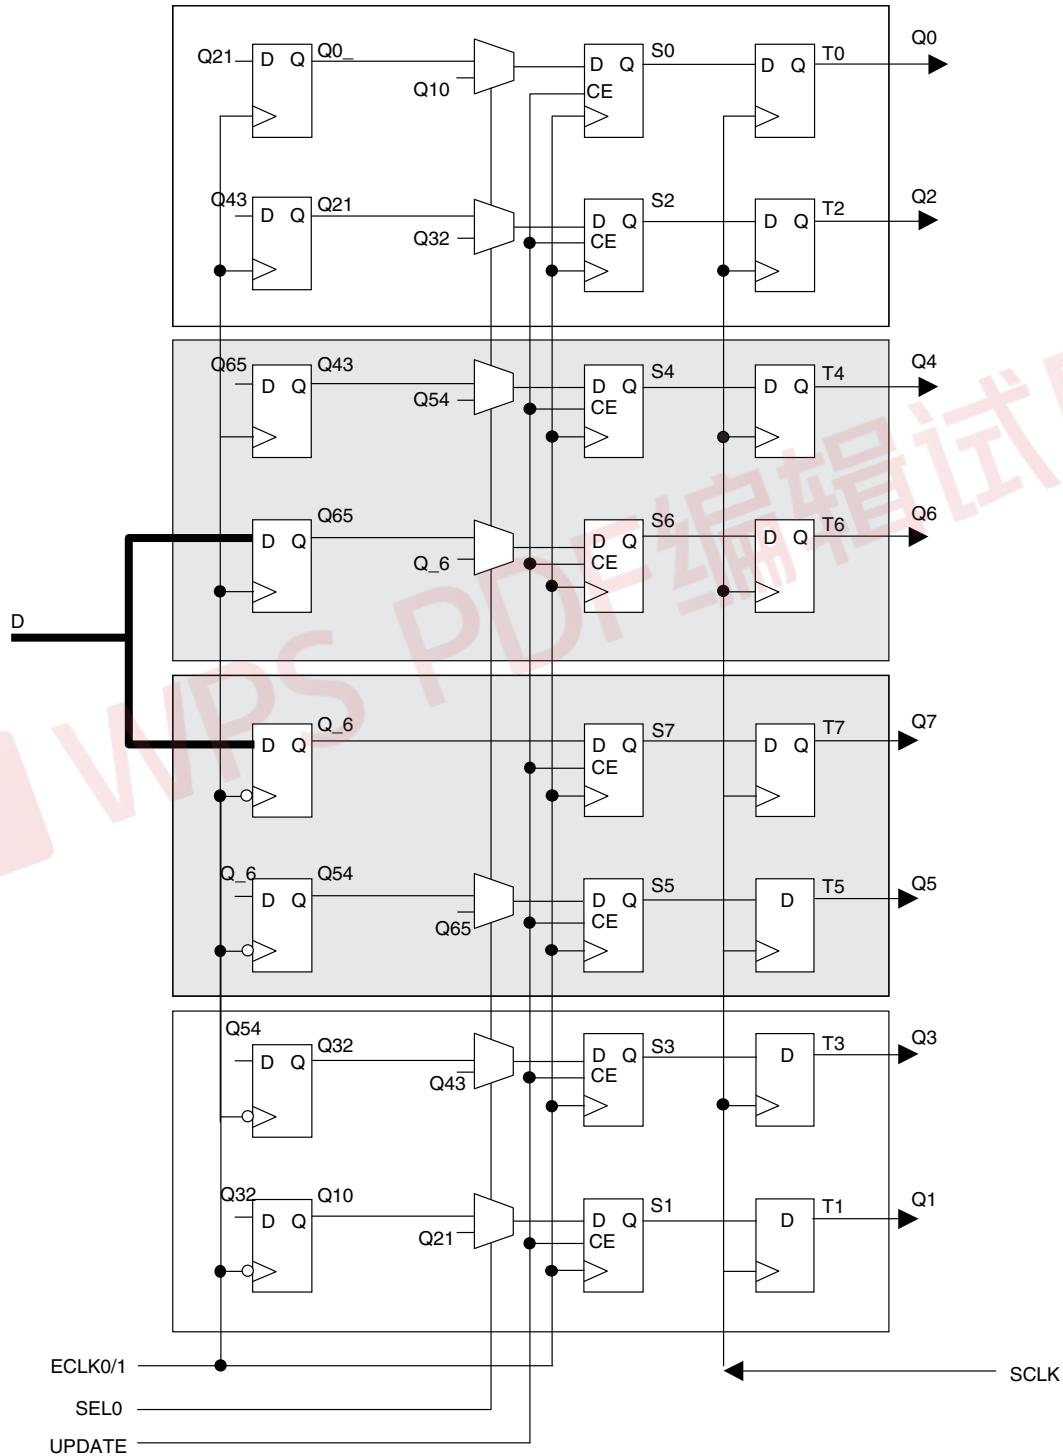 Q0
Q21 D Q Q0_ D Q S0 D Q T0
Q10 CE
Q2
Q43 D Q Q21 D Q S2 D Q T2
Q32 CE
Q4
Q65 D Q Q43 D Q S4 D Q T4
Q54 CE
Q6
D Q Q65 D Q S6 D Q T6
Q_6 CE
D
Q7
D Q Q_6 D Q S7 D Q T7
CE
Q5
Q_6 D Q Q54 D Q S5 D T5
Q65 CE
Q3
Q54 D Q Q32 D Q S3 D T3
Q43 CE
Q1
Q32 D Q Q10 D Q S1 D T1
Q21 CE
ECLK0/1
SCLK
SEL0
UPDATE
WPS PDF编辑试